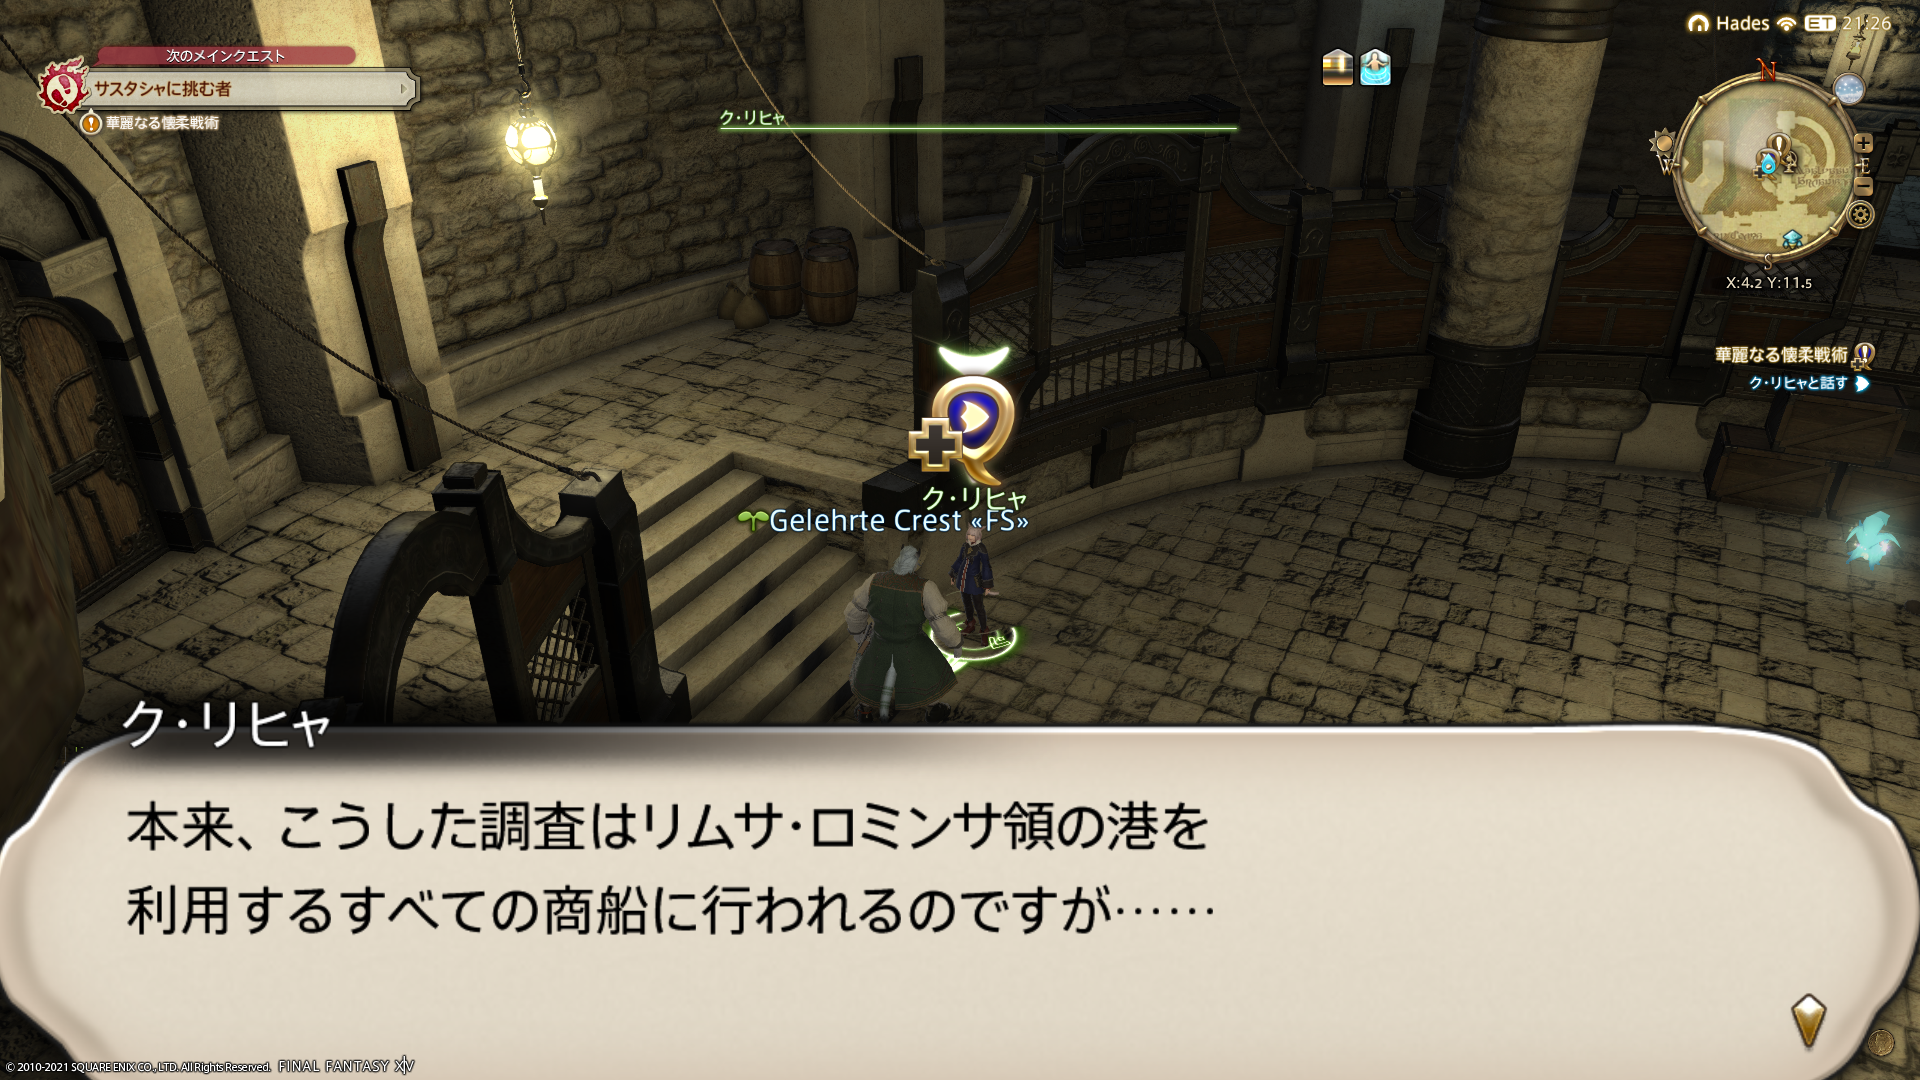 Hades ET 21:26
次のメインクエスト
サスタシャに挑む者
華麗なる懐柔戦術
ク・リヒャ
N
W
E
S
X:4.2 Y:11.5
華麗なる懐柔戦術
ク・リヒャと話す
ク・リヒャ
Gelehrte Crest «FS»
ク・リヒャ
本来、こうした調査はリムサ・ロミンサ領の港を
利用するすべての商船に行われるのですが……
© 2010-2021 SQUARE ENIX CO., LTD. All Rights Reserved. FINAL FANTASY XIV